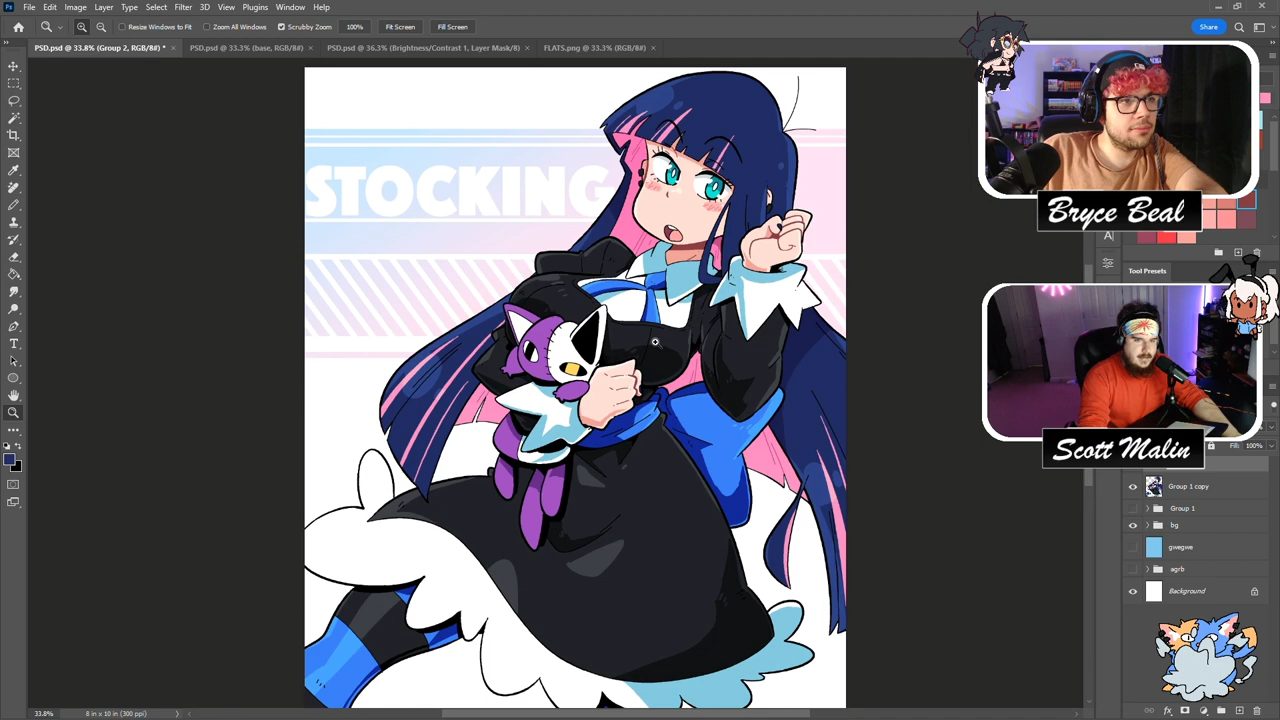 File Edit Image Layer Type Select Filter 3D View Plugins Window Help
Resize Windows to Fit Zoom All Windows Scrubby Zoom 100% Fit Screen Fill Screen Share
PSD.psd @ 33.8% (Group 2, RGB/8#) * × PSD.psd @ 33.3% (base, RGB/8#) × PSD.psd @ 36.3% (Brightness/Contrast 1, Layer Mask/8) × FLATS.png @ 33.3% (RGB/8#) ×
STOCKING
Bryce Beal
Tool Presets
Scott Malin
Fill: 100%
Group 1 copy
Group 1
bg
gwegwe
agrb
Background
33.8% 8 in x 10 in (300 ppi)